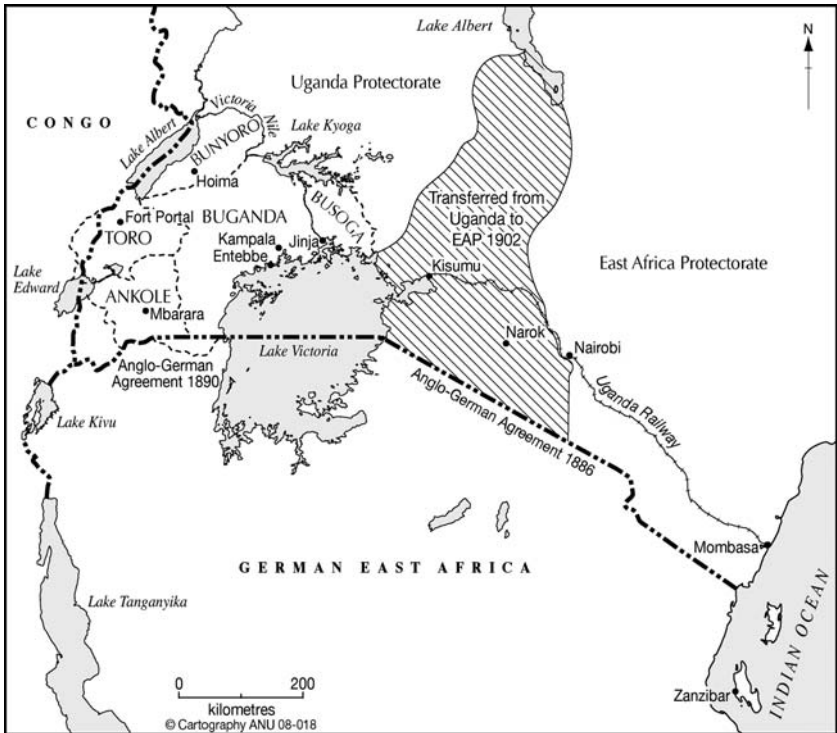 Lake Albert
N
Uganda Protectorate
CONGO
Victoria
Nile
Lake Albert
Lake Kyoga
BUNYORO
Hoima
Transferred from
Uganda to
EAP 1902
BUSOGA
Fort Portal
BUGANDA
TORO
Kampala
Jinja
Entebbe
Kisumu
East Africa Protectorate
Lake
Edward
ANKOLE
Mbarara
Narok
Nairobi
Lake Victoria
Anglo-German
Agreement 1890
Anglo-German Agreement 1886
Uganda Railway
Lake Kivu
Mombasa
GERMAN EAST AFRICA
Lake Tanganyika
INDIAN OCEAN
Zanzibar
0 200
kilometres
© Cartography ANU 08-018